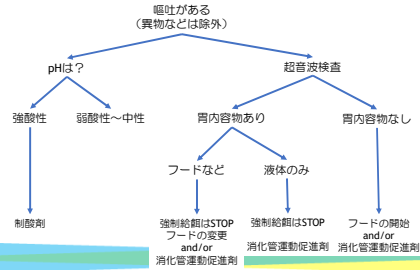 嘔吐がある
（異物などは除外）
pHは？
超音波検査
強酸性
弱酸性～中性
胃内容物あり
胃内容物なし
フードなど
液体のみ
制酸剤
強制給餌はSTOP
フードの変更
and/or
消化管運動促進剤
強制給餌はSTOP
消化管運動促進剤
フードの開始
and/or
消化管運動促進剤